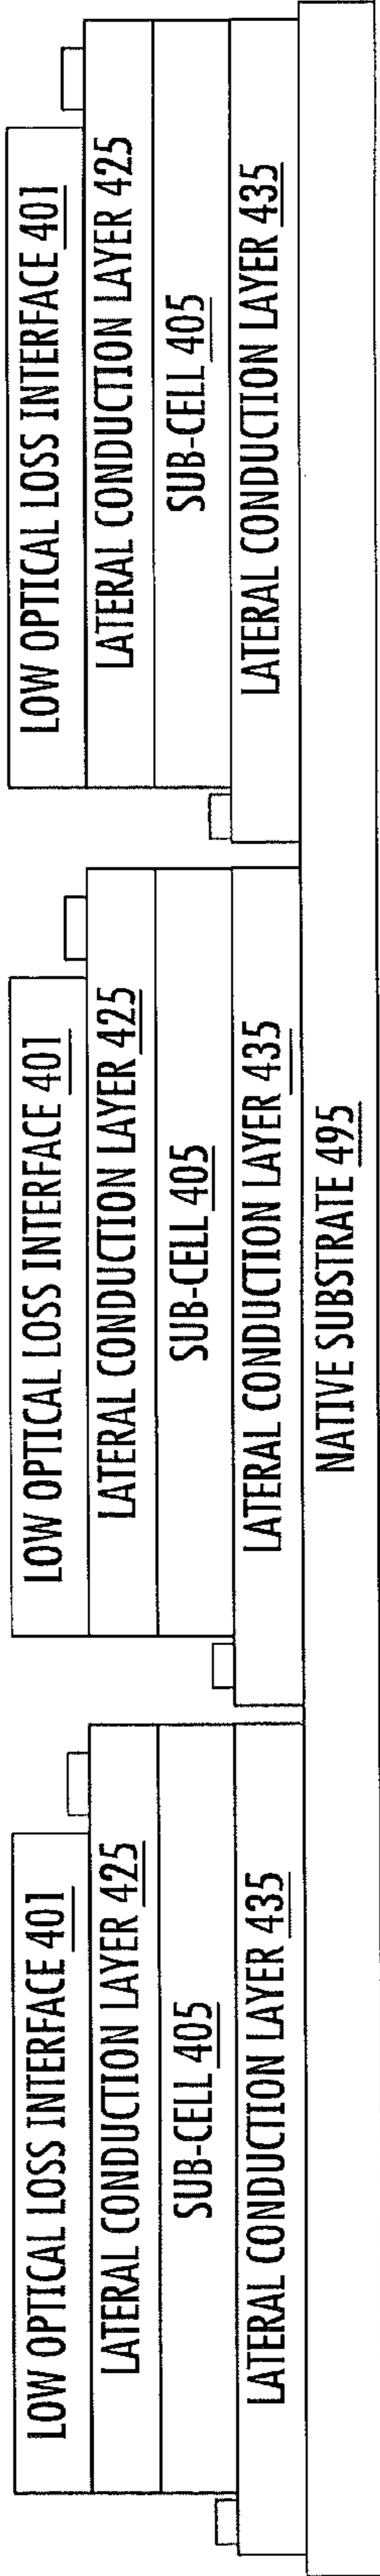 LOW OPTICAL LOSS INTERFACE 401
LATERAL CONDUCTION LAYER 425
SUB-CELL 405
LATERAL CONDUCTION LAYER 435
LOW OPTICAL LOSS INTERFACE 401
LATERAL CONDUCTION LAYER 425
SUB-CELL 405
LATERAL CONDUCTION LAYER 435
LOW OPTICAL LOSS INTERFACE 401
LATERAL CONDUCTION LAYER 425
SUB-CELL 405
LATERAL CONDUCTION LAYER 435
NATIVE SUBSTRATE 495